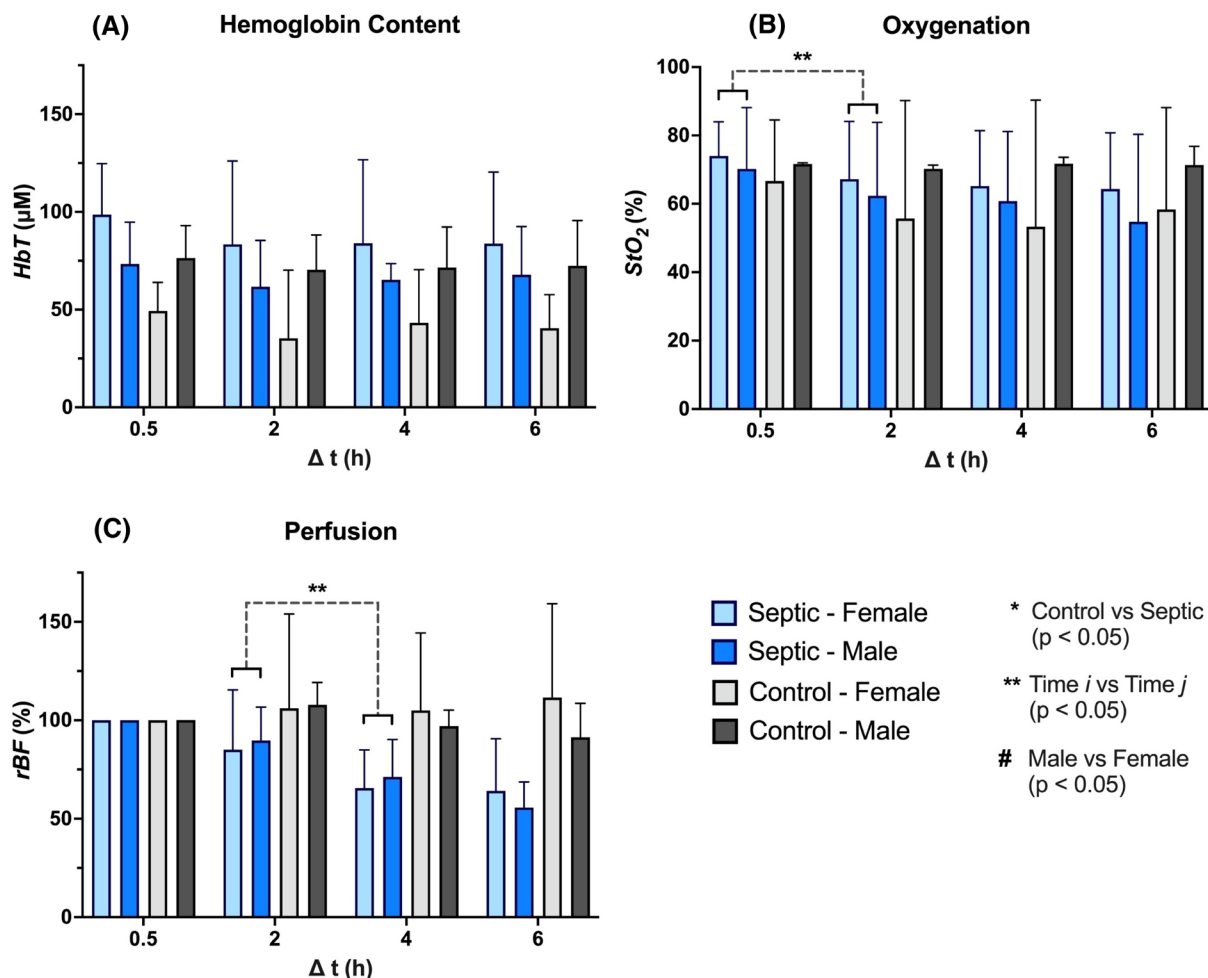 (A) Hemoglobin Content
HbT (μM)
150
100
50
0
0.5 2 4 6
Δ t (h)
(B) Oxygenation
**
StO2 (%)
100
80
60
40
20
0
0.5 2 4 6
Δ t (h)
(C) Perfusion
**
rBF (%)
150
100
50
0
0.5 2 4 6
Δ t (h)
Septic - Female
Septic - Male
Control - Female
Control - Male
* Control vs Septic
(p < 0.05)
** Time i vs Time j
(p < 0.05)
# Male vs Female
(p < 0.05)